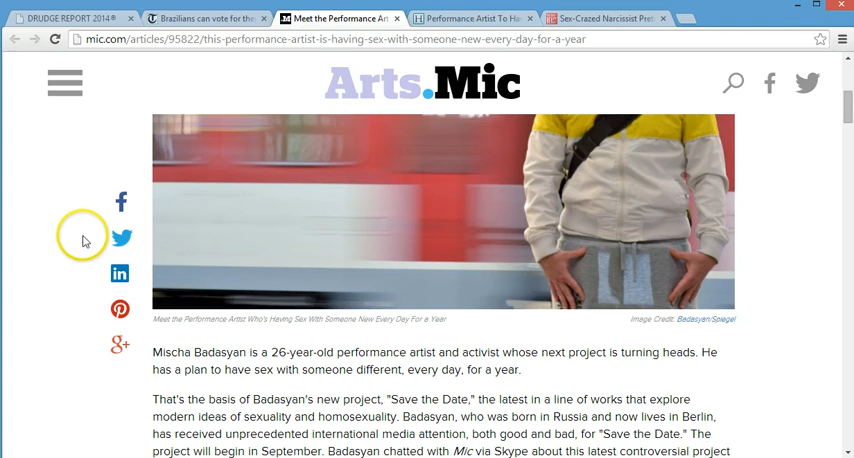 DRUDGE REPORT 2014®
Brazilians can vote for the
Meet the Performance Art
Performance Artist To Hav
Sex-Crazed Narcissist Pret
mic.com/articles/95822/this-performance-artist-is-having-sex-with-someone-new-every-day-for-a-year
Arts.Mic
Meet the Performance Artist Who's Having Sex With Someone New Every Day For a Year
Image Credit: Badasyan/Spiegel
Mischa Badasyan is a 26-year-old performance artist and activist whose next project is turning heads. He
has a plan to have sex with someone different, every day, for a year.
That's the basis of Badasyan's new project, "Save the Date," the latest in a line of works that explore
modern ideas of sexuality and homosexuality. Badasyan, who was born in Russia and now lives in Berlin,
has received unprecedented international media attention, both good and bad, for "Save the Date." The
project will begin in September. Badasyan chatted with Mic via Skype about this latest controversial project